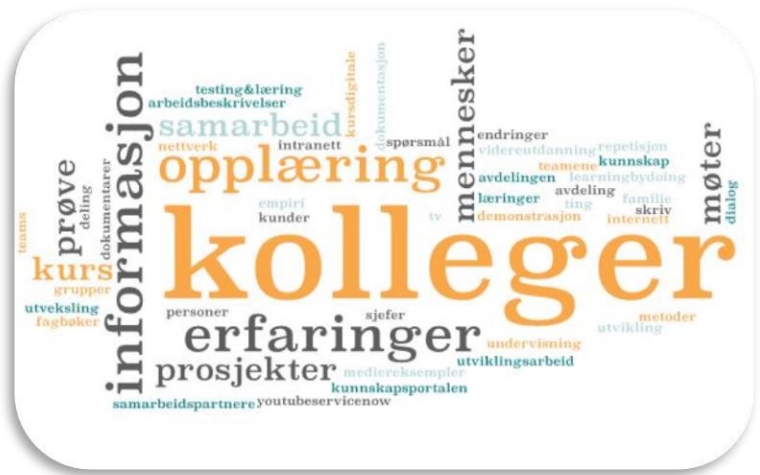 testing&læring
arbeidsbeskrivelser
samarbeid
nettverk
intranett
kursdigitale
dokumentasjon
spørsmål
opplæring
mennesker
endringer
videreutdanning
repetisjon
teamene
kunnskap
avdelingen
learningbydoing
avdeling
læringer
ting
familie
skriv
demonstrasjon
internett
møter
dialog
informasjon
prøve
deling
dokumentarer
teams
kurs
grupper
utveksling
fagbøker
empiri
kunder
tv
kolleger
personer
sjefer
metoder
utvikling
erfaringer
undervisning
utviklingsarbeid
prosjekter
mediereksempler
kunnskapsportalen
samarbeidspartnere
youtubeservicenow